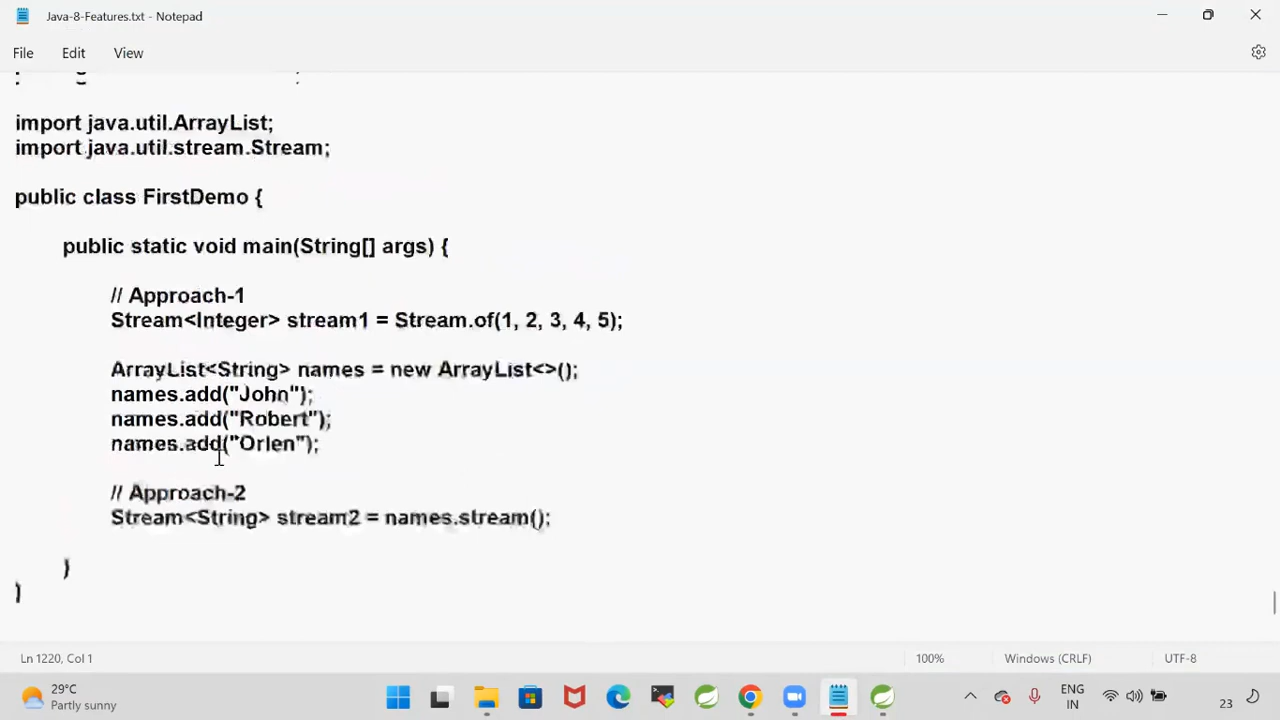 Java-8-Features.txt - Notepad
File Edit View
import java.util.ArrayList;
import java.util.stream.Stream;
public class FirstDemo {
public static void main(String[] args) {
// Approach-1
Stream<Integer> stream1 = Stream.of(1, 2, 3, 4, 5);
ArrayList<String> names = new ArrayList<>();
names.add("John");
names.add("Robert");
names.add("Orlen");
// Approach-2
Stream<String> stream2 = names.stream();
}
}
Ln 1220, Col 1 100% Windows (CRLF) UTF-8
29°C
Partly sunny
ENG
IN
23